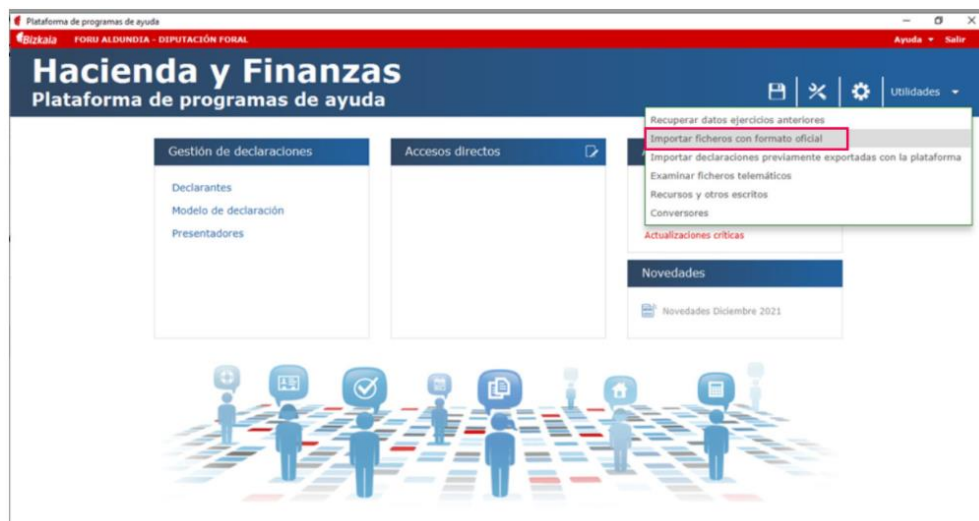 Plataforma de programas de ayuda
Bizkaia FORU ALDUNDIA - DIPUTACIÓN FORAL Ayuda Salir
Hacienda y Finanzas
Plataforma de programas de ayuda
Utilidades
Recuperar datos ejercicios anteriores
Importar ficheros con formato oficial
Importar declaraciones previamente exportadas con la plataforma
Examinar ficheros telemáticos
Recursos y otros escritos
Conversores
Gestión de declaraciones
Declarantes
Modelo de declaración
Presentadores
Accesos directos
Actualizaciones críticas
Novedades
Novedades Diciembre 2021